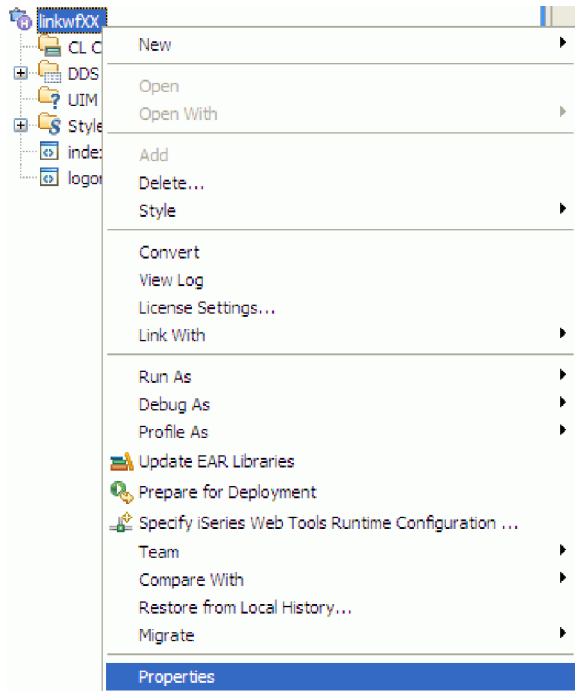 linkwfXX
CL C
DDS
UIM
Style
inde
logo
New
Open
Open With
Add
Delete...
Style
Convert
View Log
License Settings...
Link With
Run As
Debug As
Profile As
Update EAR Libraries
Prepare for Deployment
Specify iSeries Web Tools Runtime Configuration ...
Team
Compare With
Restore from Local History...
Migrate
Properties